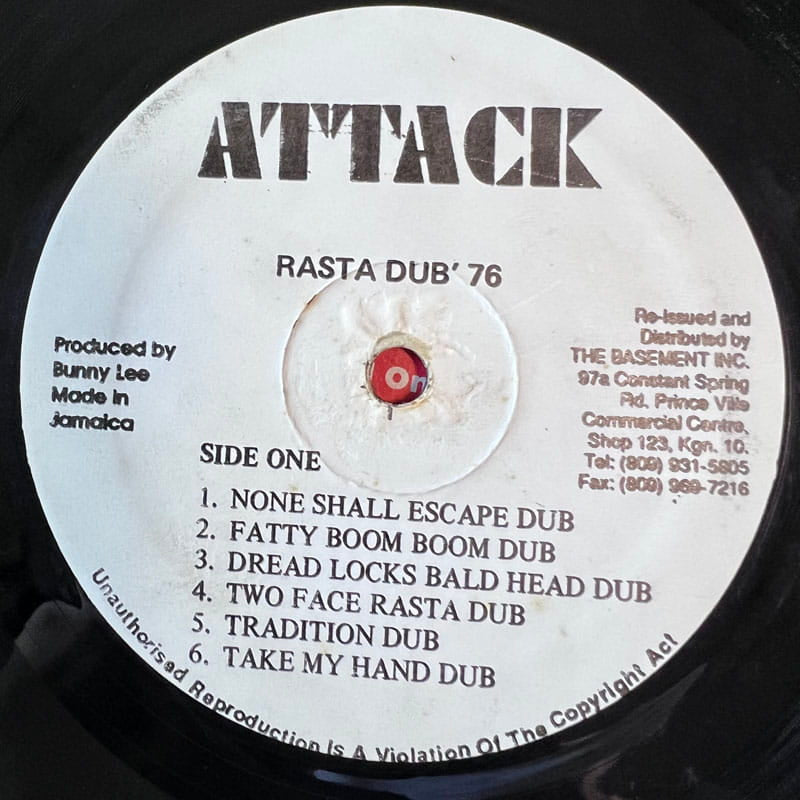 ATTACK
RASTA DUB' 76
Produced by
Bunny Lee
Made In
Jamaica
Re-Issued and
Distributed by
THE BASEMENT INC.
97a Constant Spring
Rd. Prince Ville
Commercial Centre,
Shop 123, Kgn. 10.
Tel: (809) 931-5605
Fax: (809) 969-7216
On
SIDE ONE
1. NONE SHALL ESCAPE DUB
2. FATTY BOOM BOOM DUB
3. DREAD LOCKS BALD HEAD DUB
4. TWO FACE RASTA DUB
5. TRADITION DUB
6. TAKE MY HAND DUB
Unauthorised Reproduction Is A Violation Of The Copyright Act